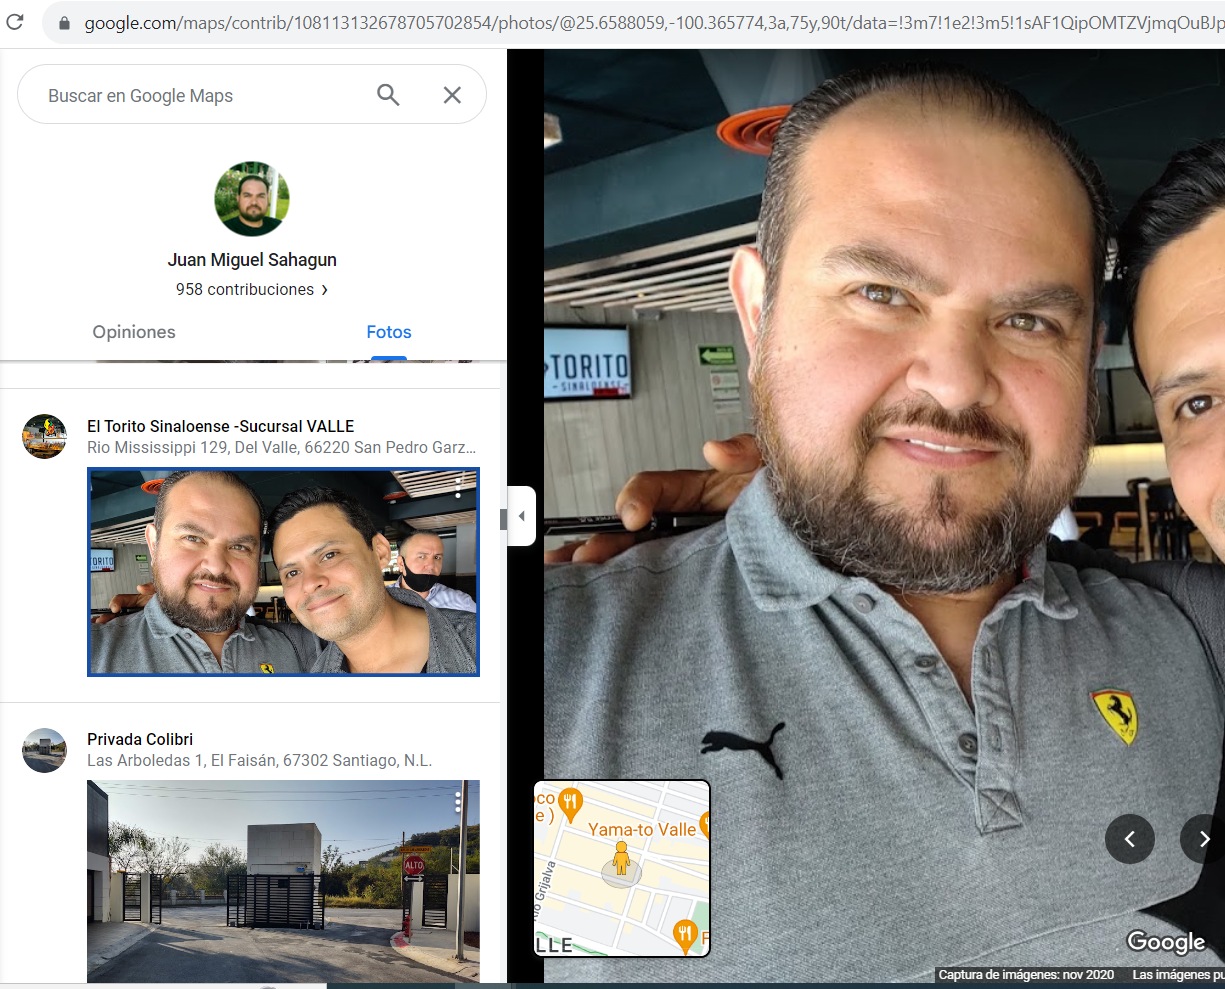 google.com/maps/contrib/108113132678705702854/photos/@25.6588059,-100.365774,3a,75y,90t/data=!3m7!1e2!3m5!1sAF1QipOMTZVjmqOuBJp
Buscar en Google Maps
Juan Miguel Sahagun
958 contribuciones
Opiniones
Fotos
El Torito Sinaloense -Sucursal VALLE
Rio Mississippi 129, Del Valle, 66220 San Pedro Garz...
TORITO
Privada Colibri
Las Arboledas 1, El Faisán, 67302 Santiago, N.L.
ALTO
TORITO
- SINALOENSE -
oco
e )
Yama-to Valle
Grijalva
LLE
Google
Captura de imágenes: nov 2020
Las imágenes pu